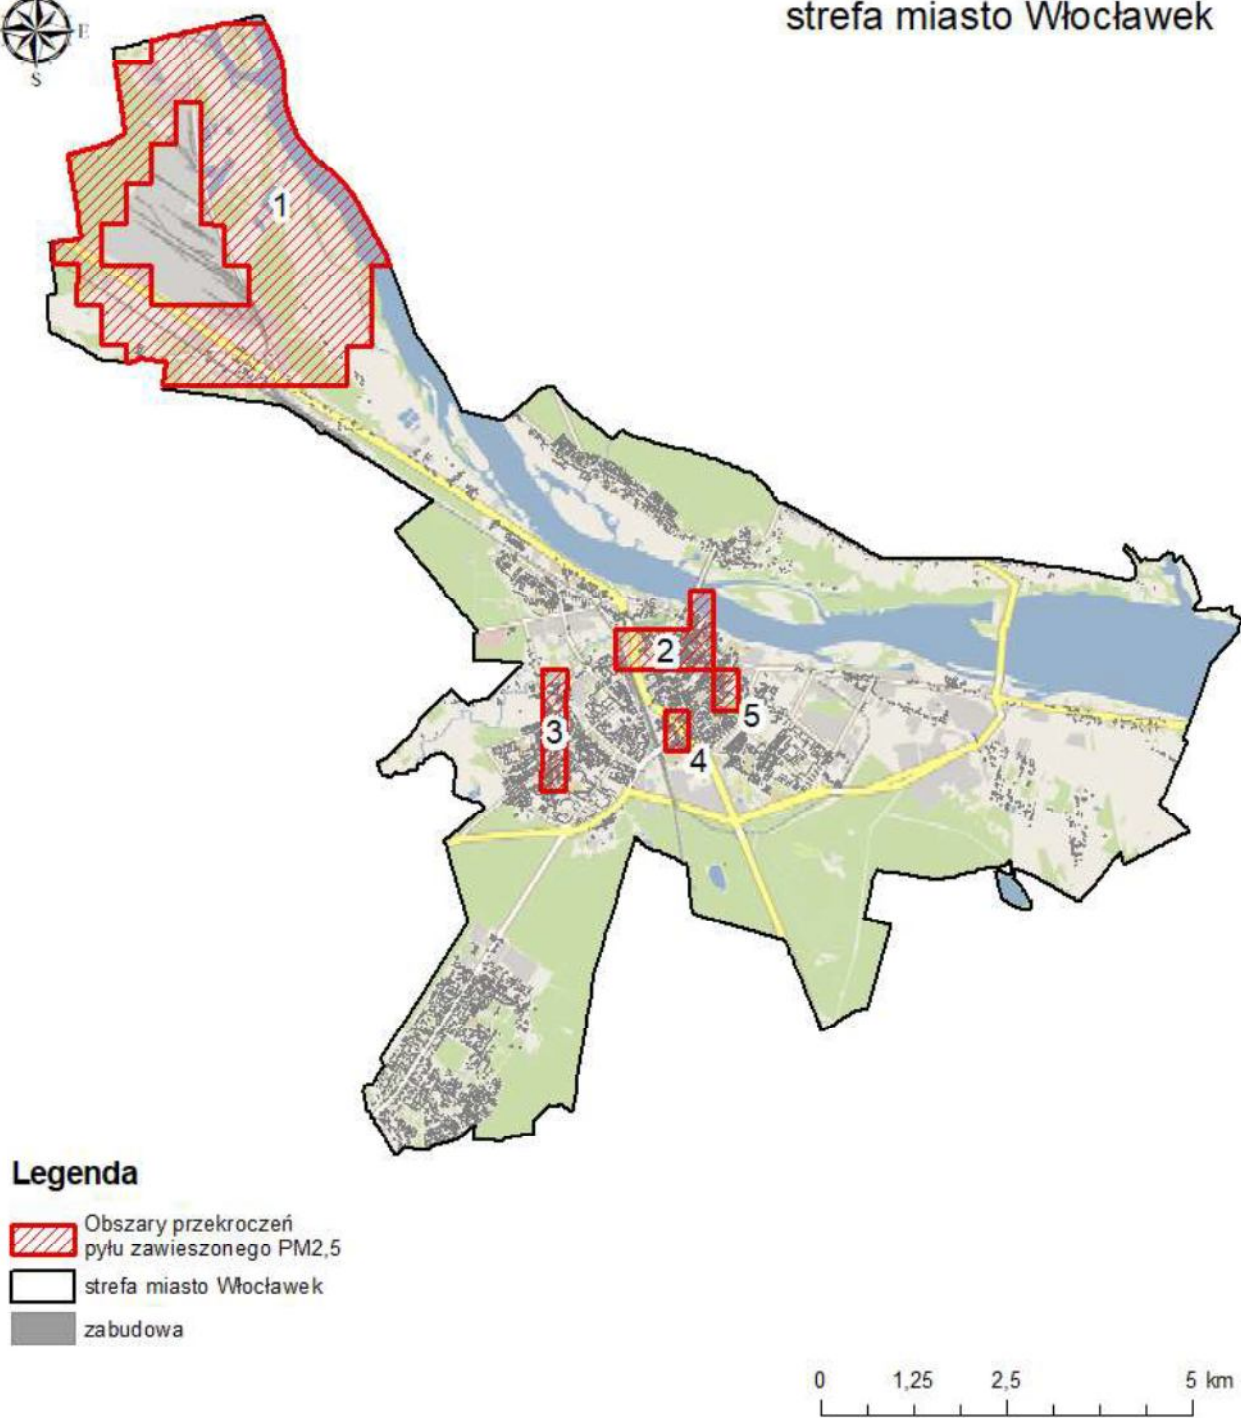 strefa miasto Włocławek
E
S
1
2
3
5
4
Legenda
Obszary przekroczeń
pyłu zawieszonego PM2,5
strefa miasto Włocławek
zabudowa
0 1,25 2,5 5 km